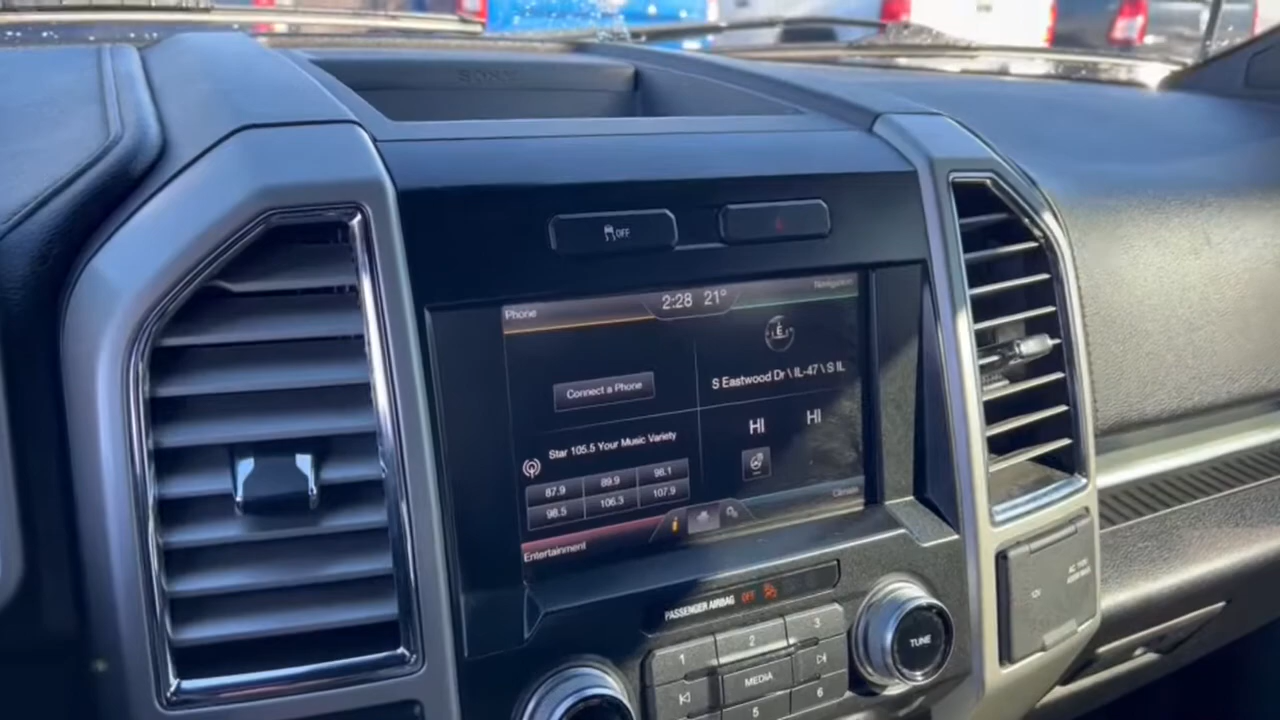 SONY
OFF
Phone
2:28 21°
Navigation
E
Connect a Phone
S Eastwood Dr \ IL-47 \ S IL
HI HI
Star 105.5 Your Music Variety
87.9 89.9 98.1
98.5 106.3 107.9
Entertainment
Climate
i
PASSENGER AIRBAG OFF
1 2 3
MEDIA
5 6
TUNE